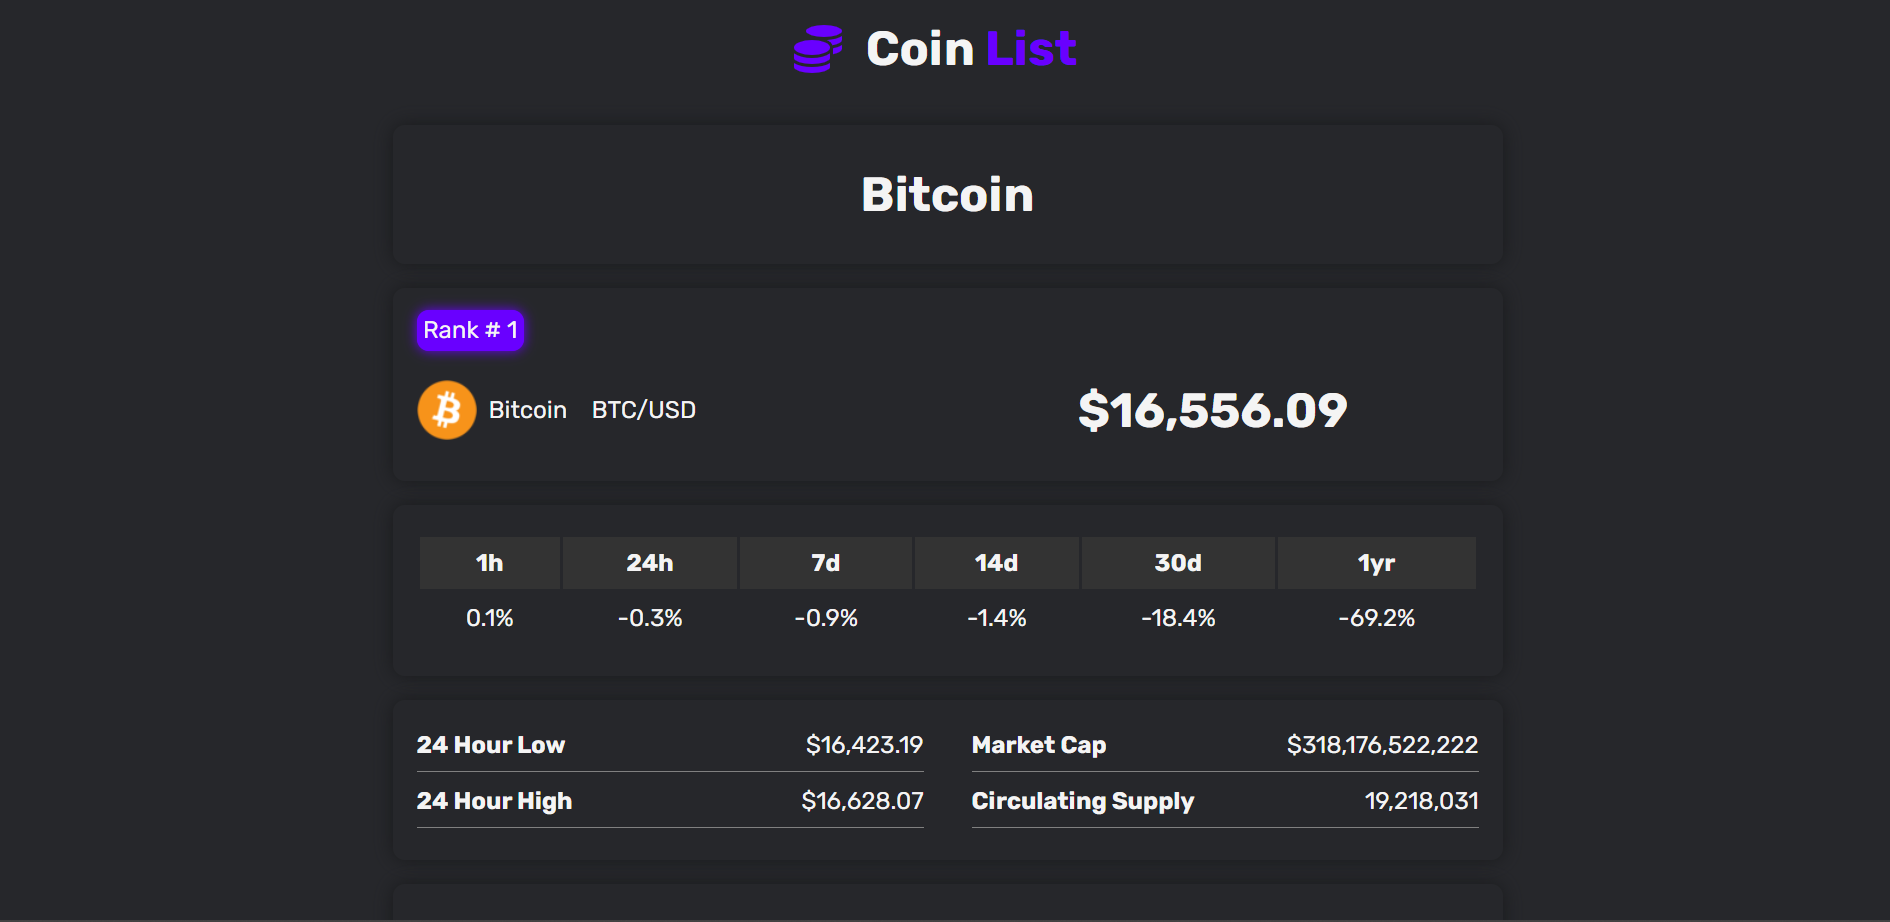 Coin List
Bitcoin
Rank # 1
Bitcoin BTC/USD $16,556.09
1h 24h 7d 14d 30d 1yr
0.1% -0.3% -0.9% -1.4% -18.4% -69.2%
24 Hour Low $16,423.19 Market Cap $318,176,522,222
24 Hour High $16,628.07 Circulating Supply 19,218,031